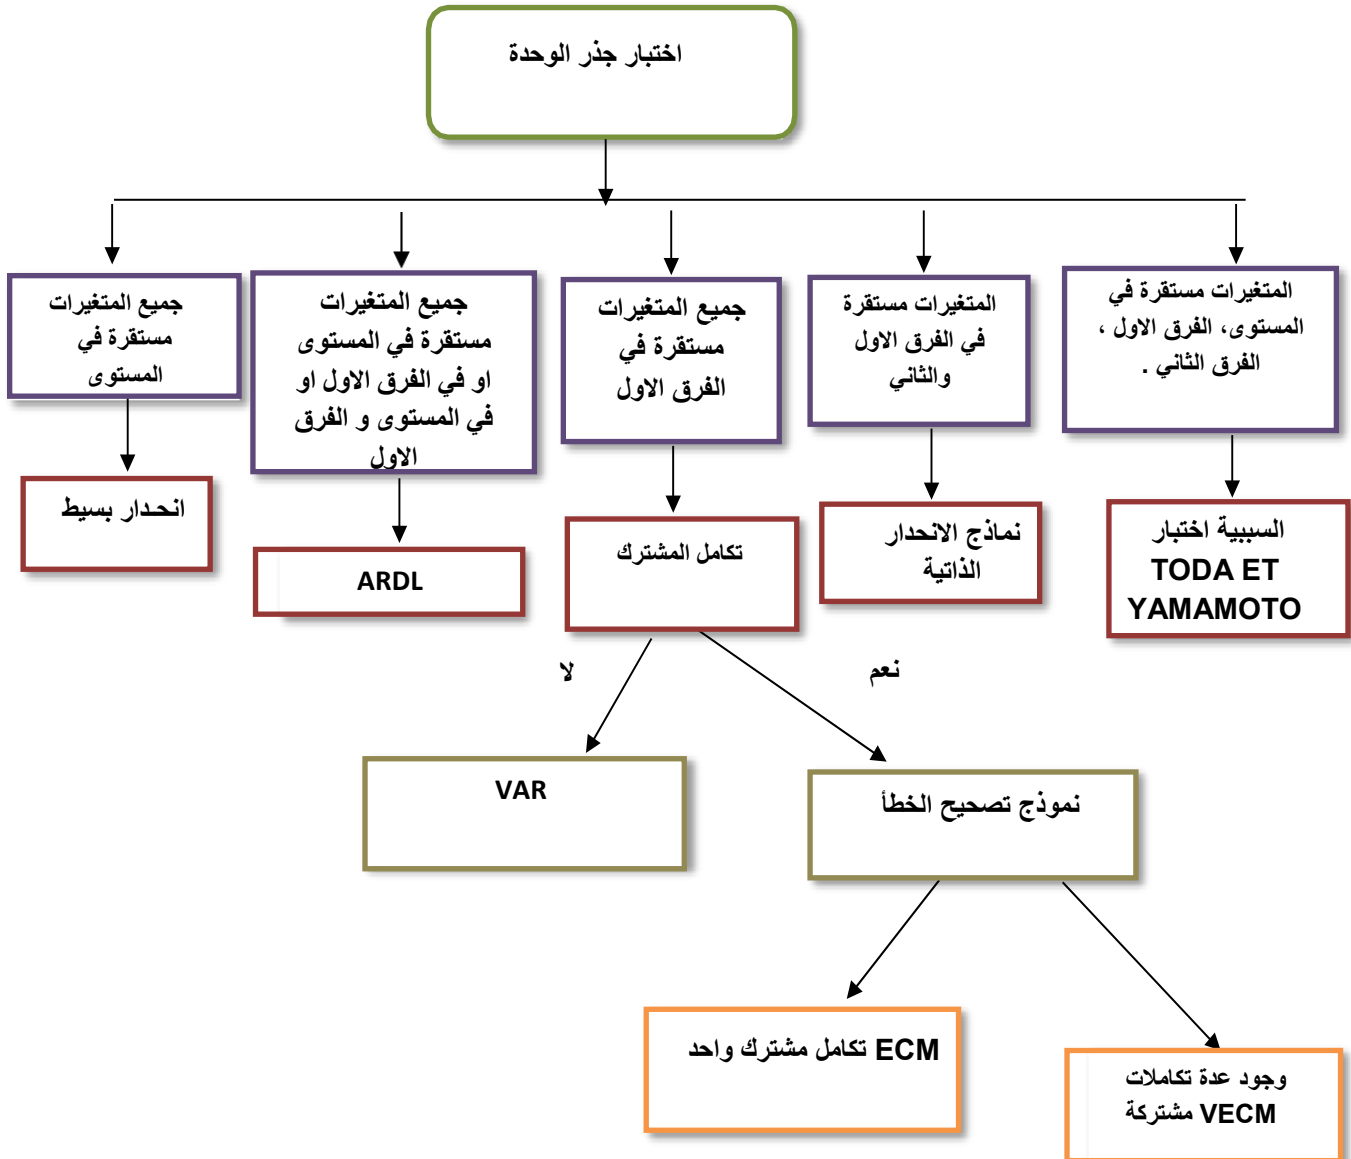 اختبار جذر الوحدة
جميع المتغيرات
مستقرة في
المستوى
جميع المتغيرات
مستقرة في المستوى
او في الفرق الاول او
في المستوى و الفرق
الاول
جميع المتغيرات
مستقرة في
الفرق الاول
المتغيرات مستقرة
في الفرق الاول
والثاني
المتغيرات مستقرة في
المستوى، الفرق الاول ،
الفرق الثاني .
انحدار بسيط
ARDL
تكامل المشترك
نماذج الانحدار
الذاتية
السببية اختبار
TODA ET
YAMAMOTO
لا
نعم
VAR
نموذج تصحيح الخطأ
ECM تكامل مشترك واحد
وجود عدة تكاملات
VECM مشتركة